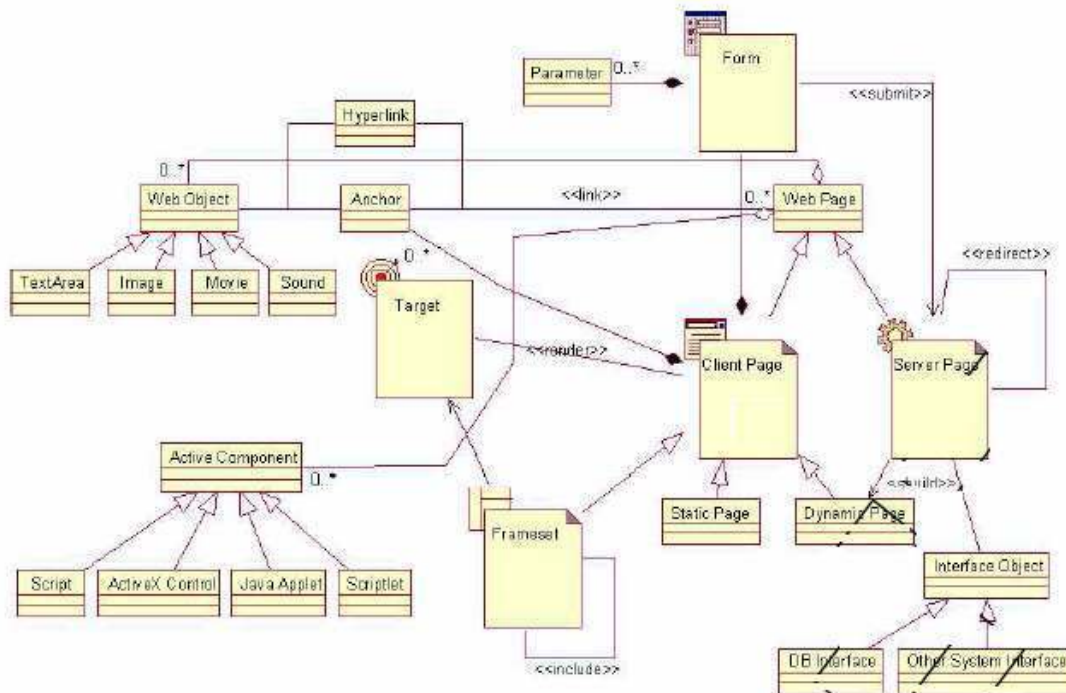 Form
Parameter
0..*
<<submit>>
Hyperlink
0..*
Web Object
Anchor
<<link>>
0..*
Web Page
<<redirect>>
TextArea
Image
Movie
Sound
0..*
Target
<<render>>
Client Page
Server Page
Active Component
0..*
<<build>>
Static Page
Dynamic Page
Frameset
Interface Object
Script
ActiveX Control
Java Applet
Scriptlet
<<include>>
DB Interface
Other System Interface